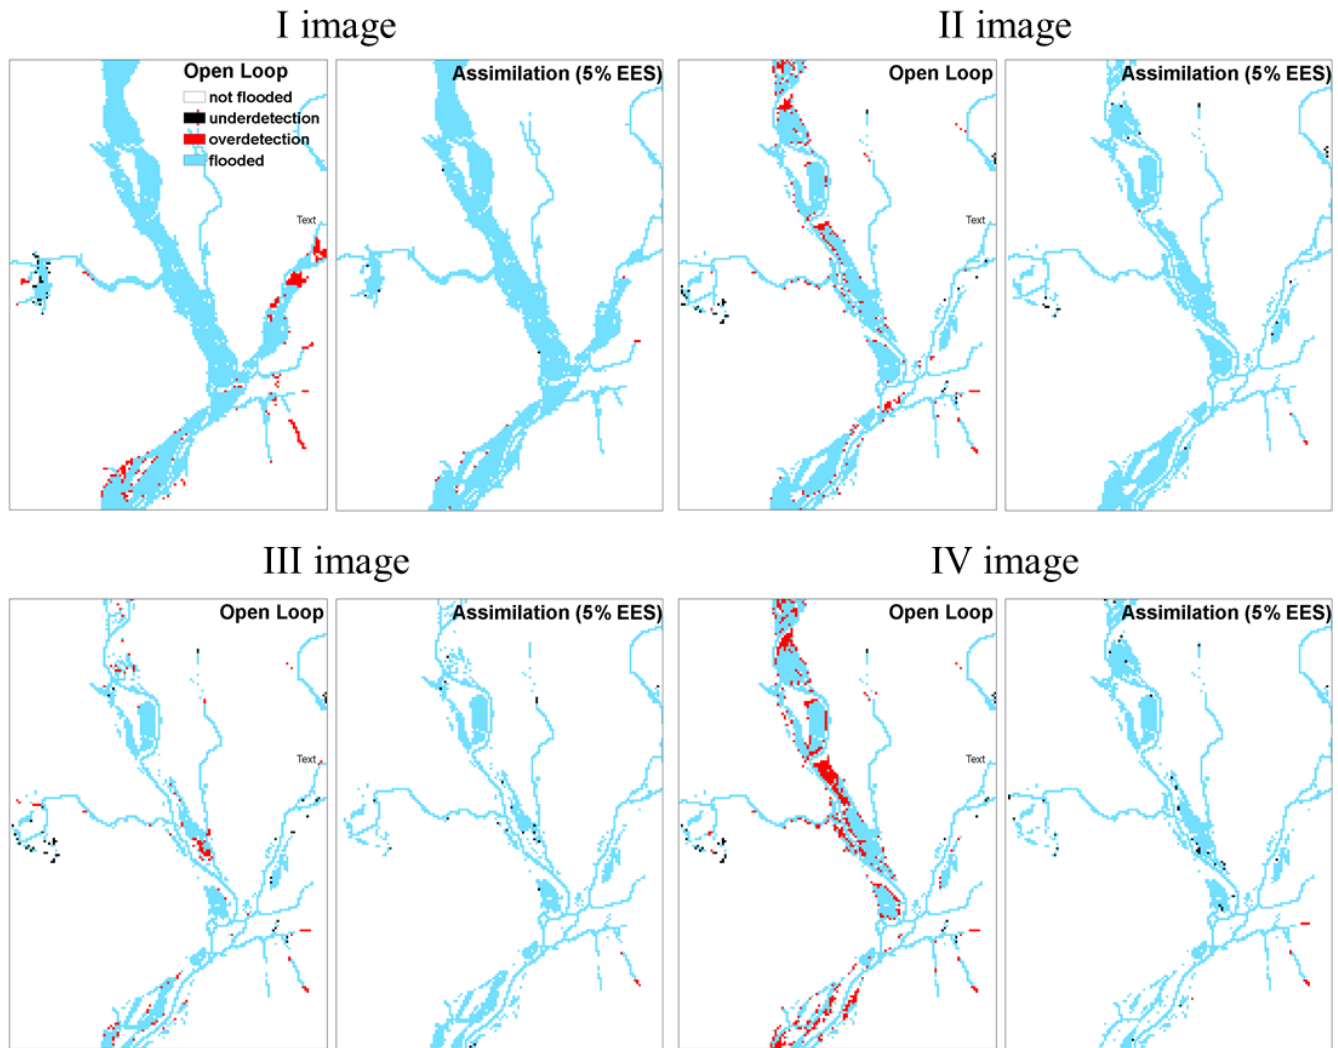 I image
II image
Open Loop
not flooded
underdetection
overdetection
flooded
Text
Assimilation (5% EES)
Open Loop
Text
Assimilation (5% EES)
III image
IV image
Open Loop
Text
Assimilation (5% EES)
Open Loop
Text
Assimilation (5% EES)